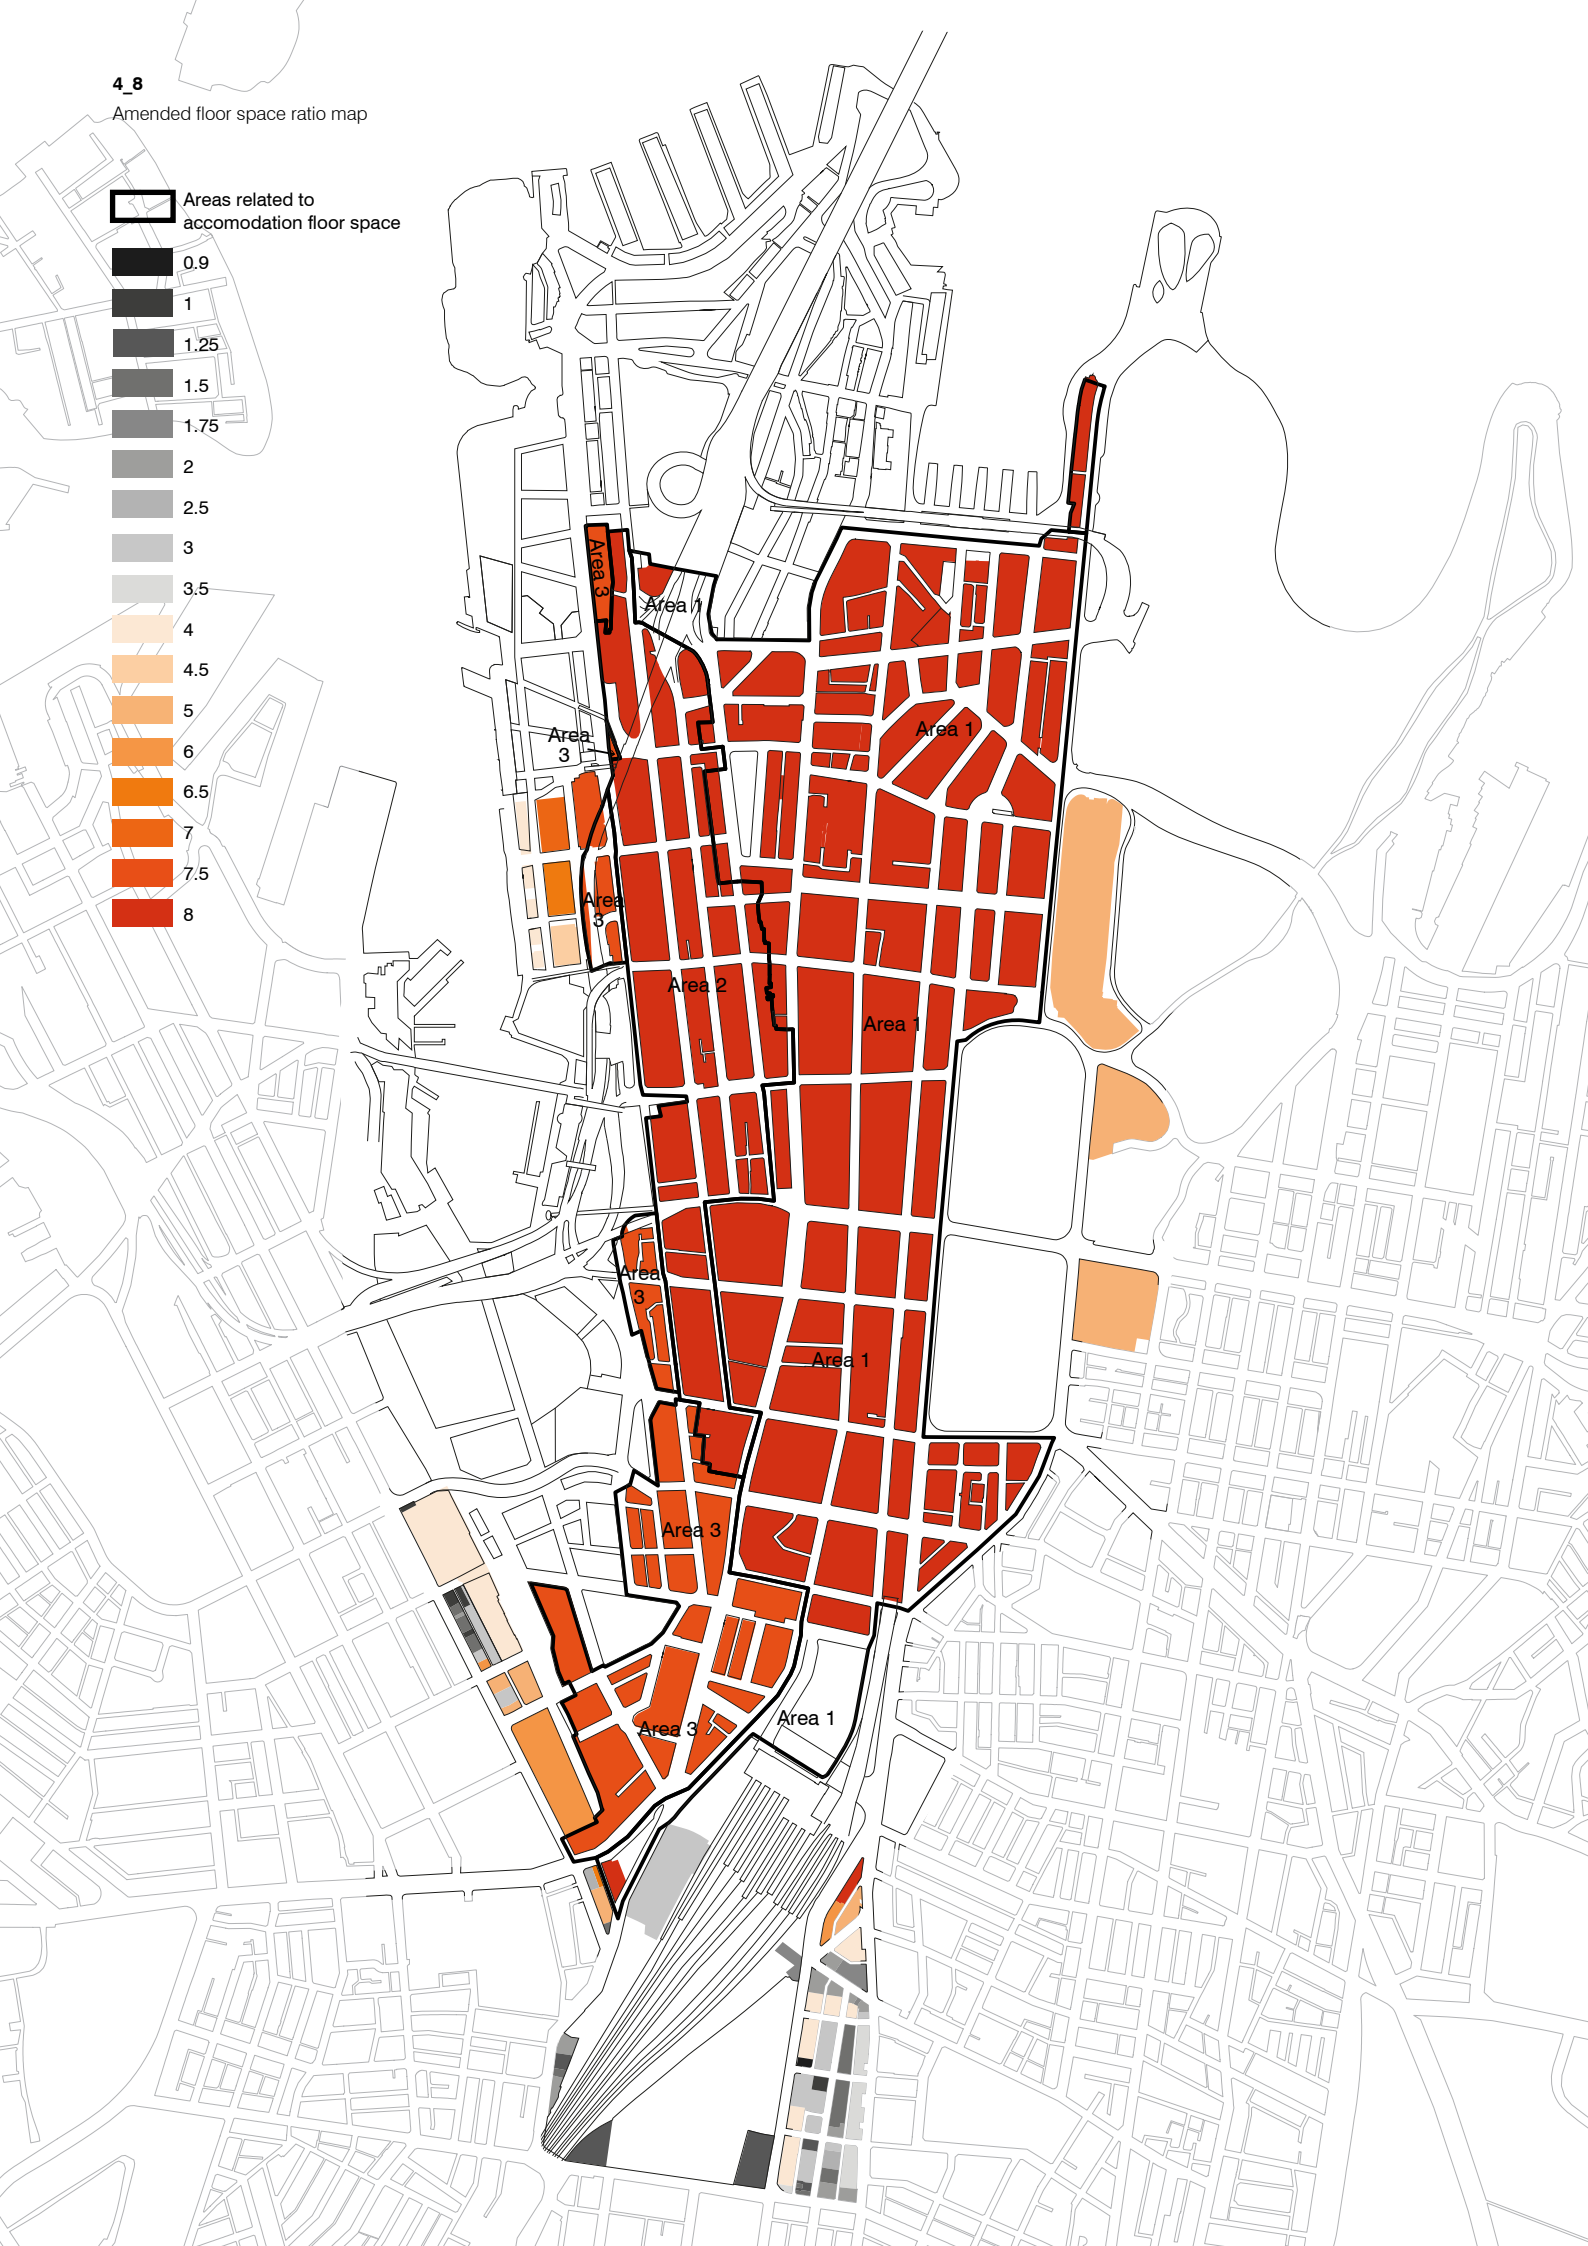 4_8
Amended floor space ratio map
Areas related to
accomodation floor space
0.9
1
1.25
1.5
1.75
2
2.5
3
3.5
4
4.5
5
6
6.5
7
7.5
8
Area 3
Area 1
Area 1
Area
3
Area
3
Area 2
Area 1
Area
3
Area 1
Area 3
Area 1
Area 3